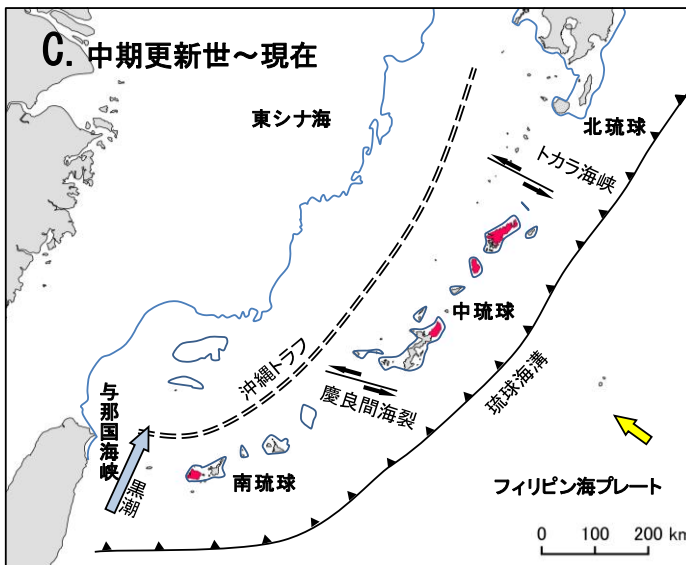 C. 中期更新世～現在
東シナ海
北琉球
トカラ海峡
中琉球
沖縄トラフ
慶良間海裂
琉球海溝
与那国海峡
黒潮
南琉球
フィリピン海プレート
0 100 200 km